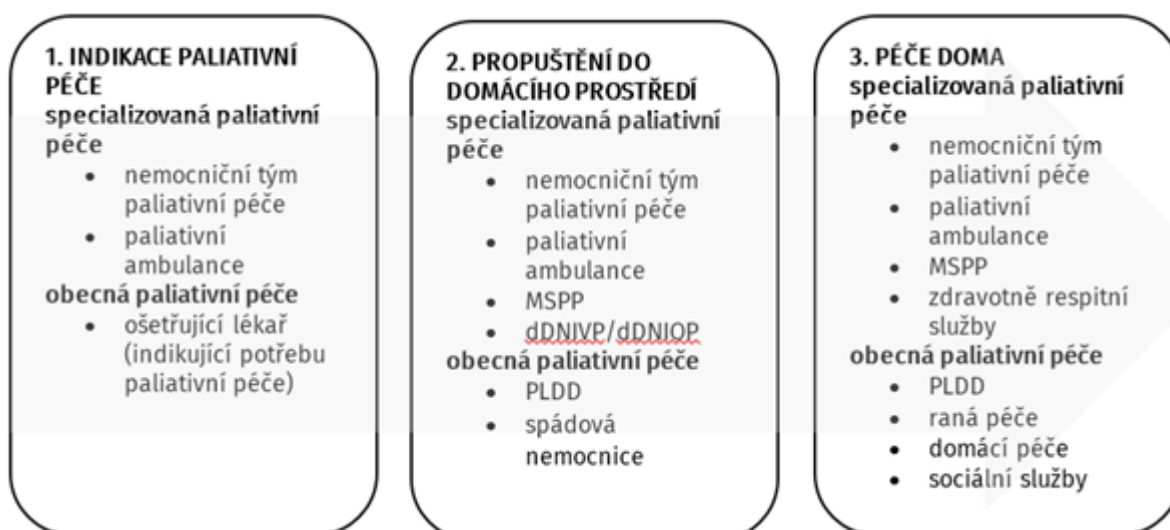 1. INDIKACE PALIATIVNÍ
PÉČE
specializovaná paliativní
péče
• nemocniční tým
paliativní péče
• paliativní
ambulance
obecná paliativní péče
• ošetřující lékař
(indikující potřebu
paliativní péče)
2. PROPUŠTĚNÍ DO
DOMÁCÍHO PROSTŘEDÍ
specializovaná paliativní
péče
• nemocniční tým
paliativní péče
• paliativní
ambulance
• MSPP
• dDNIVP/dDNIOP
obecná paliativní péče
• PLDD
• spádová
nemocnice
3. PÉČE DOMA
specializovaná paliativní
péče
• nemocniční tým
paliativní péče
• paliativní
ambulance
• MSPP
• zdravotně respitní
služby
obecná paliativní péče
• PLDD
• raná péče
• domácí péče
• sociální služby